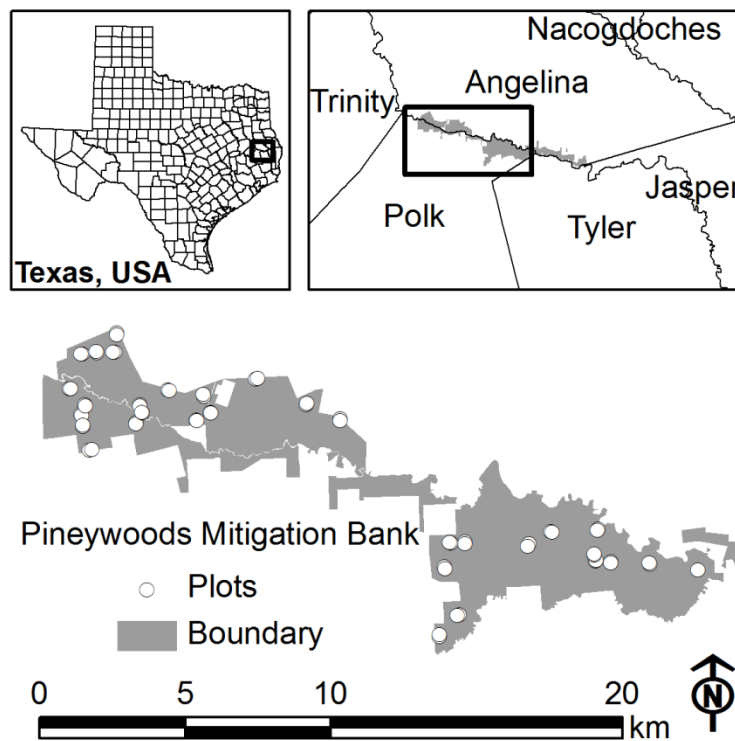 Texas, USA
Nacogdoches
Angelina
Trinity
Jasper
Polk
Tyler
Pineywoods Mitigation Bank
Plots
Boundary
0 5 10 20
km
N